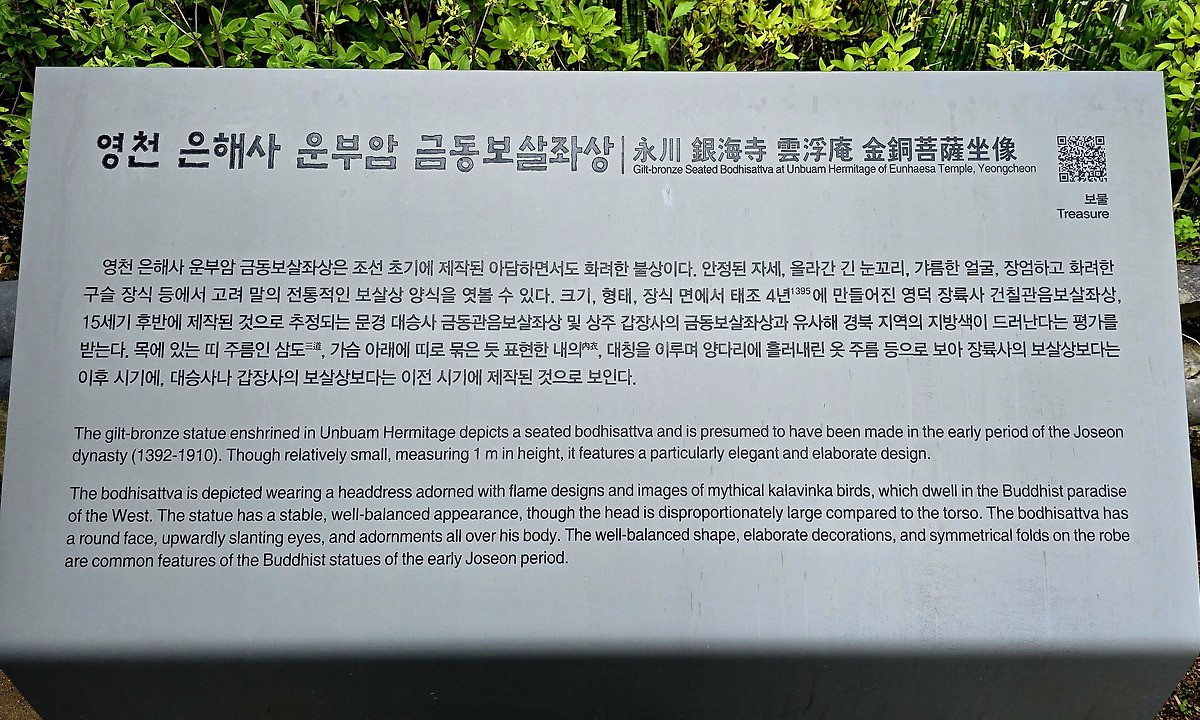 영천 은해사 운부암 금동보살좌상 | 永川 銀海寺 雲浮庵 金銅菩薩坐像
Gilt-bronze Seated Bodhisattva at Unbuam Hermitage of Eunhaesa Temple, Yeongcheon
보물
Treasure
영천 은해사 운부암 금동보살좌상은 조선 초기에 제작된 아담하면서도 화려한 불상이다. 안정된 자세, 올라간 긴 눈꼬리, 갸름한 얼굴, 장엄하고 화려한
구슬 장식 등에서 고려 말의 전통적인 보살상 양식을 엿볼 수 있다. 크기, 형태, 장식 면에서 태조 4년1395에 만들어진 영덕 장륙사 건칠관음보살좌상,
15세기 후반에 제작된 것으로 추정되는 문경 대승사 금동관음보살좌상 및 상주 갑장사의 금동보살좌상과 유사해 경북 지역의 지방색이 드러난다는 평가를
받는다. 목에 있는 띠 주름인 삼도三道, 가슴 아래에 띠로 묶은 듯 표현한 내의內衣, 대칭을 이루며 양다리에 흘러내린 옷 주름 등으로 보아 장륙사의 보살상보다는
이후 시기에, 대승사나 갑장사의 보살상보다는 이전 시기에 제작된 것으로 보인다.
The gilt-bronze statue enshrined in Unbuam Hermitage depicts a seated bodhisattva and is presumed to have been made in the early period of the Joseon
dynasty (1392-1910). Though relatively small, measuring 1 m in height, it features a particularly elegant and elaborate design.
The bodhisattva is depicted wearing a headdress adorned with flame designs and images of mythical kalavinka birds, which dwell in the Buddhist paradise
of the West. The statue has a stable, well-balanced appearance, though the head is disproportionately large compared to the torso. The bodhisattva has
a round face, upwardly slanting eyes, and adornments all over his body. The well-balanced shape, elaborate decorations, and symmetrical folds on the robe
are common features of the Buddhist statues of the early Joseon period.